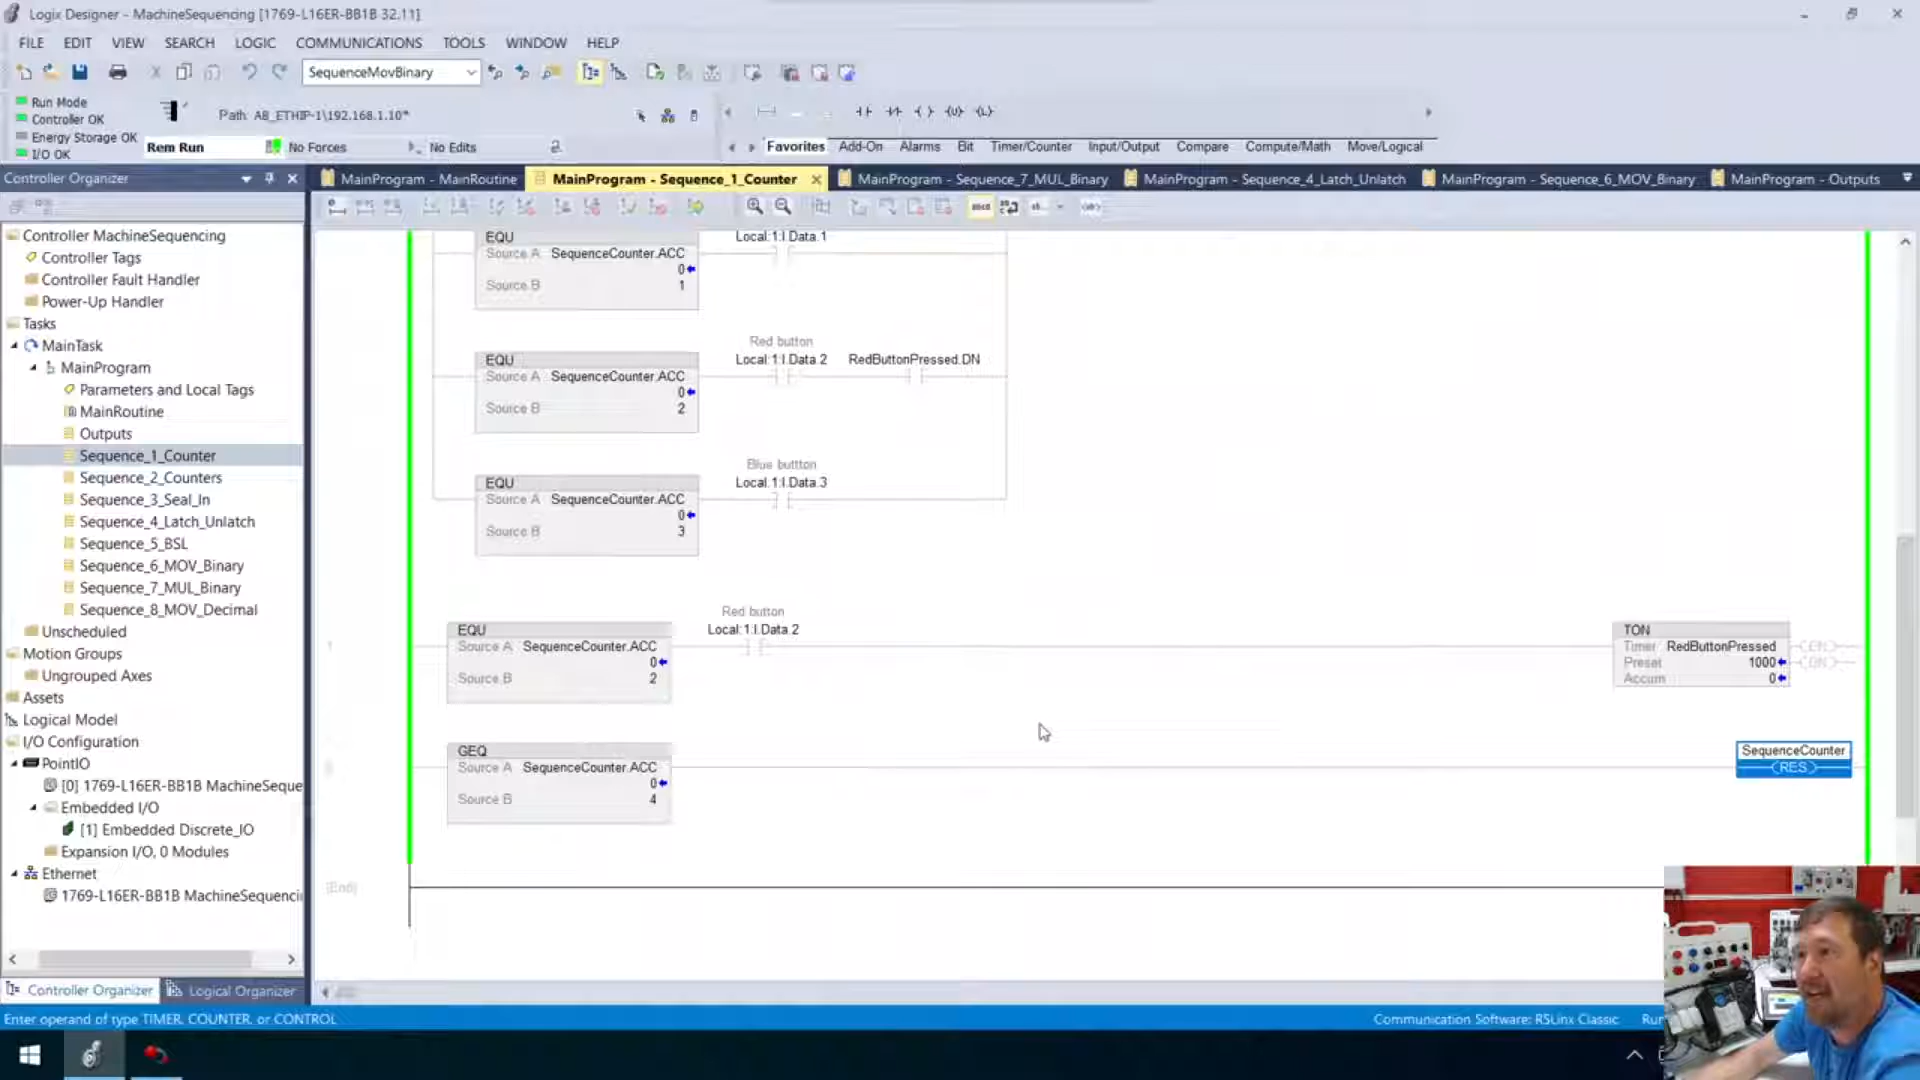 Logix Designer - MachineSequencing [1769-L16ER-BB1B 32.11]
FILE EDIT VIEW SEARCH LOGIC COMMUNICATIONS TOOLS WINDOW HELP
SequenceMovBinary
Run Mode
Controller OK
Energy Storage OK
I/O OK
Path: AB_ETHIP-1\192.168.1.10*
Rem Run
No Forces
No Edits
Favorites Add-On Alarms Bit Timer/Counter Input/Output Compare Compute/Math Move/Logical
Controller Organizer
MainProgram - MainRoutine
MainProgram - Sequence_1_Counter
MainProgram - Sequence_7_MUL_Binary
MainProgram - Sequence_4_Latch_Unlatch
MainProgram - Sequence_6_MOV_Binary
MainProgram - Outputs
Controller MachineSequencing
Controller Tags
Controller Fault Handler
Power-Up Handler
Tasks
MainTask
MainProgram
Parameters and Local Tags
MainRoutine
Outputs
Sequence_1_Counter
Sequence_2_Counters
Sequence_3_Seal_In
Sequence_4_Latch_Unlatch
Sequence_5_BSL
Sequence_6_MOV_Binary
Sequence_7_MUL_Binary
Sequence_8_MOV_Decimal
Unscheduled
Motion Groups
Ungrouped Axes
Assets
Logical Model
I/O Configuration
PointIO
[0] 1769-L16ER-BB1B MachineSeque
Embedded I/O
[1] Embedded Discrete_IO
Expansion I/O, 0 Modules
Ethernet
1769-L16ER-BB1B MachineSequenci
Controller Organizer
Logical Organizer
EQU
Source A SequenceCounter.ACC
0
Source B 1
Local:1:I.Data.1
EQU
Source A SequenceCounter.ACC
0
Source B 2
Red button
Local:1:I.Data.2
RedButtonPressed.DN
EQU
Source A SequenceCounter.ACC
0
Source B 3
Blue buttton
Local:1:I.Data.3
1
EQU
Source A SequenceCounter.ACC
0
Source B 2
Red button
Local:1:I.Data.2
TON
Timer RedButtonPressed
Preset 1000
Accum 0
(EN)
(DN)
GEQ
Source A SequenceCounter.ACC
0
Source B 4
SequenceCounter
(RES)
(End)
Enter operand of type TIMER, COUNTER, or CONTROL
Communication Software: RSLinx Classic
Run